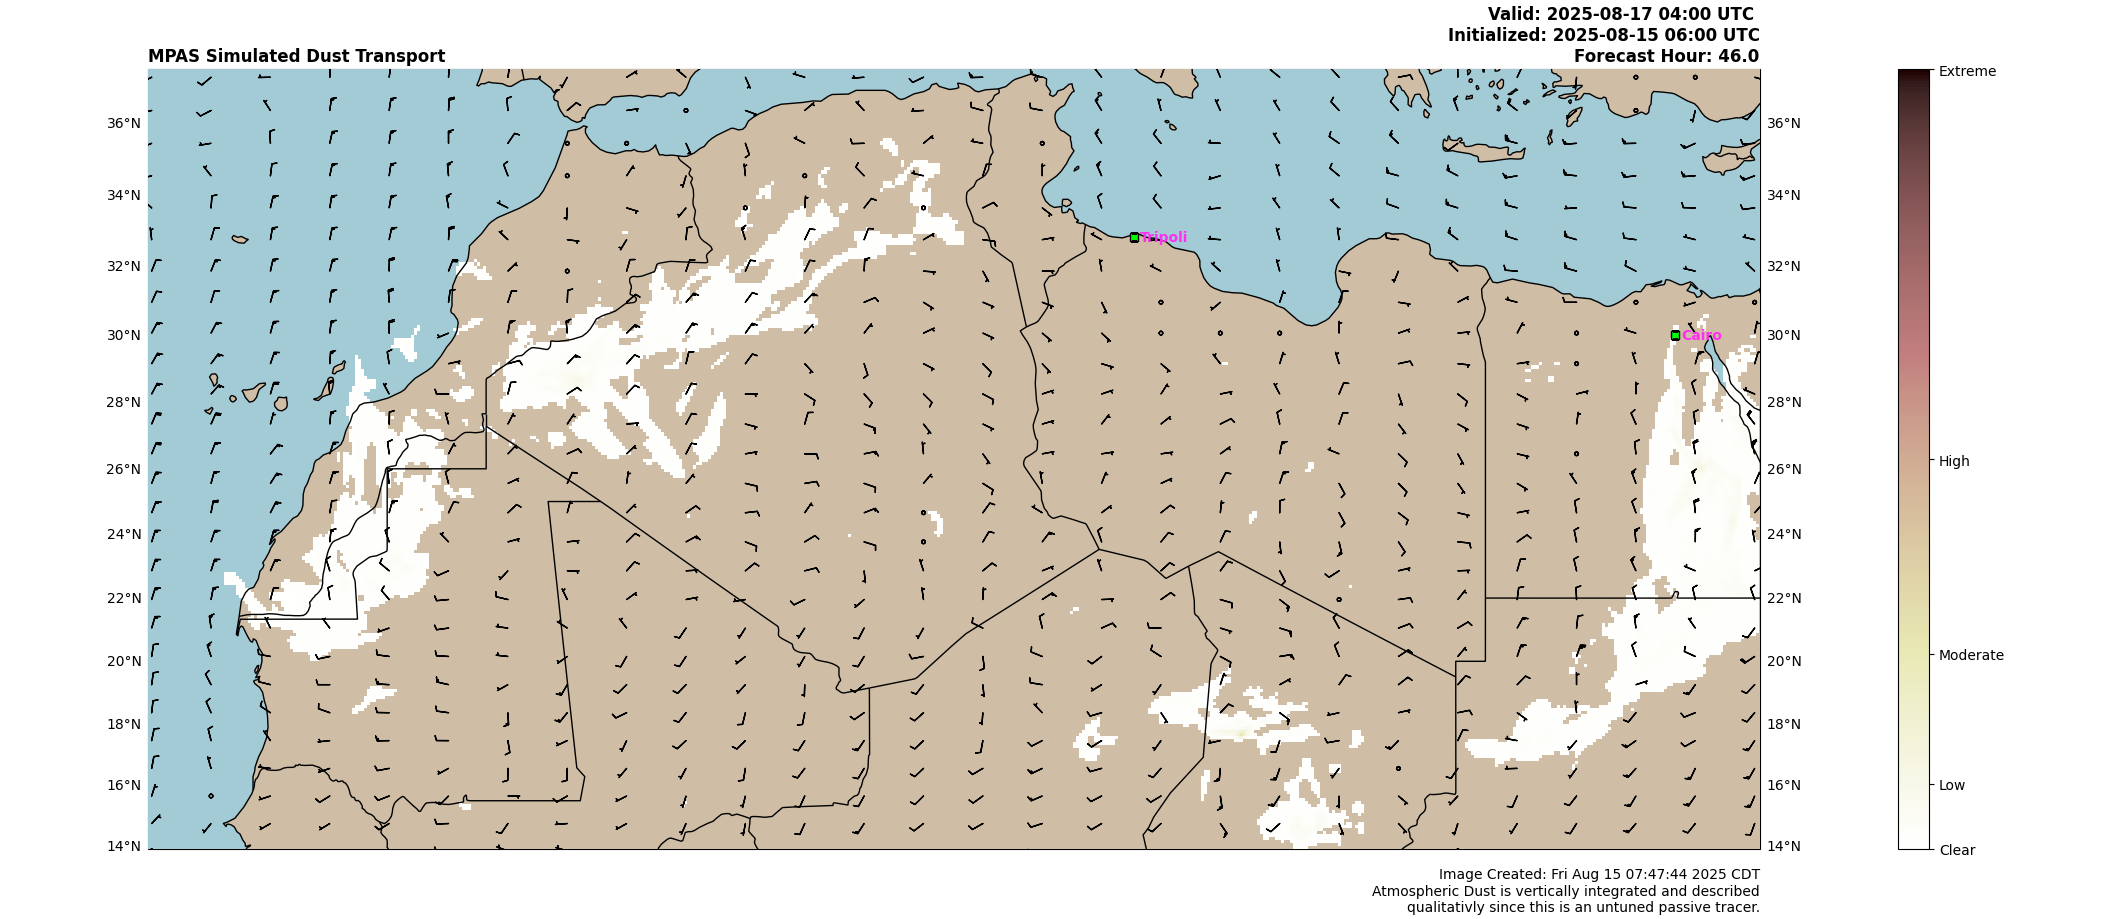 Valid: 2025-08-17 04:00 UTC
Initialized: 2025-08-15 06:00 UTC
MPAS Simulated Dust Transport
Forecast Hour: 46.0
Extreme
36°N
36°N
34°N
34°N
Tripoli
32°N
32°N
30°N
Cairo
30°N
28°N
28°N
26°N
26°N
High
24°N
24°N
22°N
22°N
20°N
20°N
Moderate
18°N
18°N
16°N
16°N
Low
14°N
14°N
Clear
Image Created: Fri Aug 15 07:47:44 2025 CDT
Atmospheric Dust is vertically integrated and described
qualitativly since this is an untuned passive tracer.